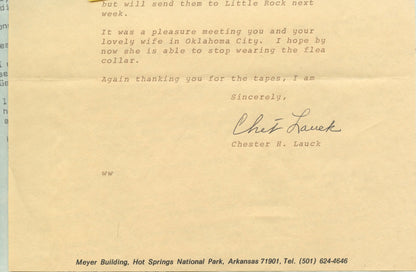 but will send them to Little Rock next
week.
It was a pleasure meeting you and your
lovely wife in Oklahoma City. I hope by
now she is able to stop wearing the flea
collar.
Again thanking you for the tapes, I am
Sincerely,
Chet Lauck
Chester H. Lauck
ww
Meyer Building, Hot Springs National Park, Arkansas 71901, Tel. (501) 624-4646